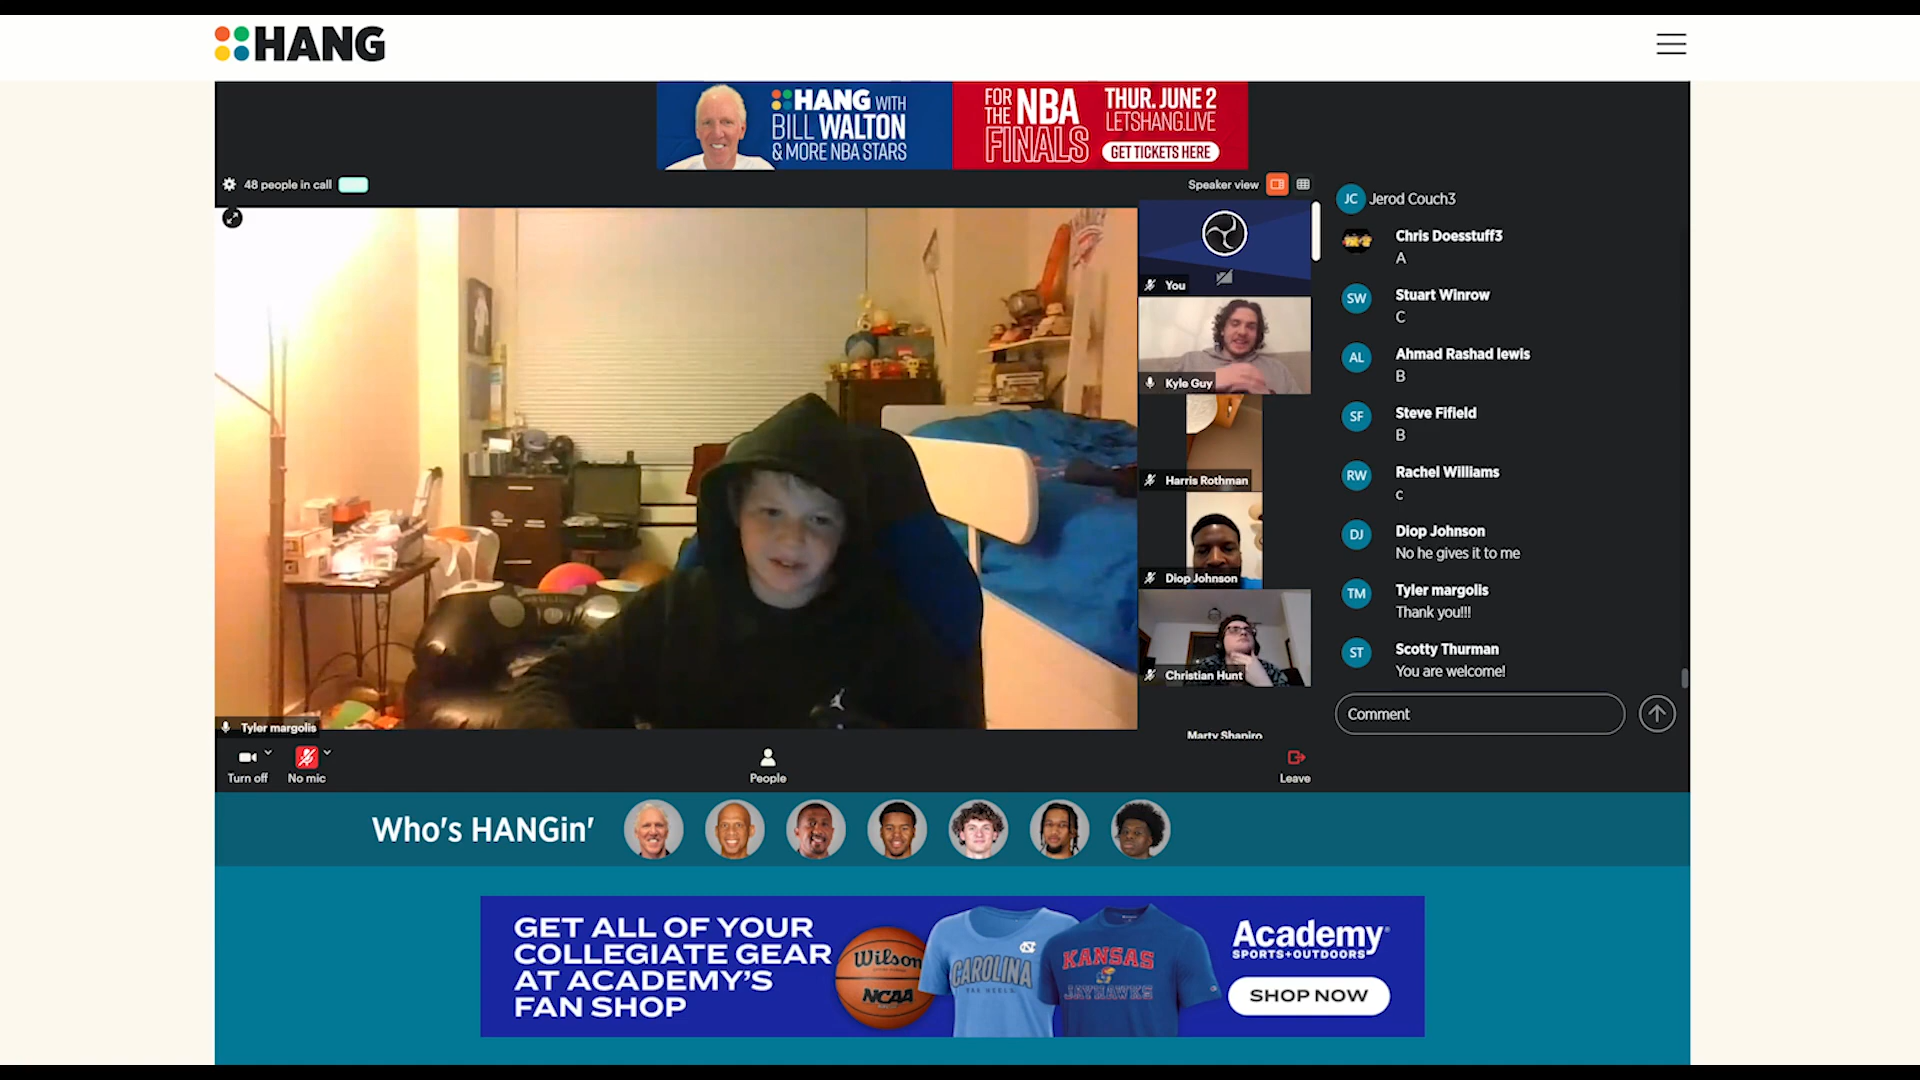 HANG
HANG WITH
BILL WALTON
& MORE NBA STARS
FOR THE NBA FINALS
THUR. JUNE 2
LETSHANG.LIVE
GET TICKETS HERE
48 people in call
Speaker view
You
Kyle Guy
Harris Rothman
Diop Johnson
Christian Hunt
Marty Shapiro
Tyler margolis
JC Jerod Couch3
Chris Doesstuff3
A
SW Stuart Winrow
C
AL Ahmad Rashad lewis
B
SF Steve Fifield
B
RW Rachel Williams
c
DJ Diop Johnson
No he gives it to me
TM Tyler margolis
Thank you!!!
ST Scotty Thurman
You are welcome!
Comment
Turn off
No mic
People
Leave
Who's HANGin'
GET ALL OF YOUR
COLLEGIATE GEAR
AT ACADEMY'S
FAN SHOP
Wilson
NCAA
CAROLINA
TAR HEELS
KANSAS
JAYHAWKS
Academy
SPORTS+OUTDOORS
SHOP NOW